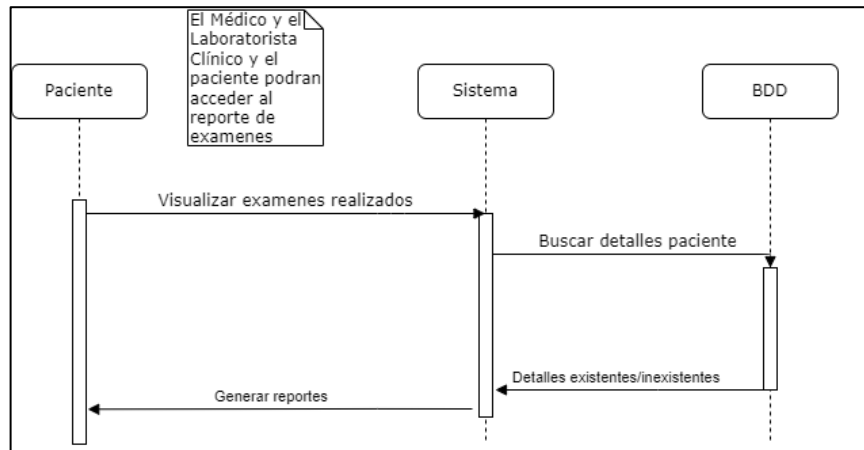 El Médico y el
Laboratorista
Clínico y el
paciente podran
acceder al
reporte de
examenes
Paciente
Sistema
BDD
Visualizar examenes realizados
Buscar detalles paciente
Detalles existentes/inexistentes
Generar reportes